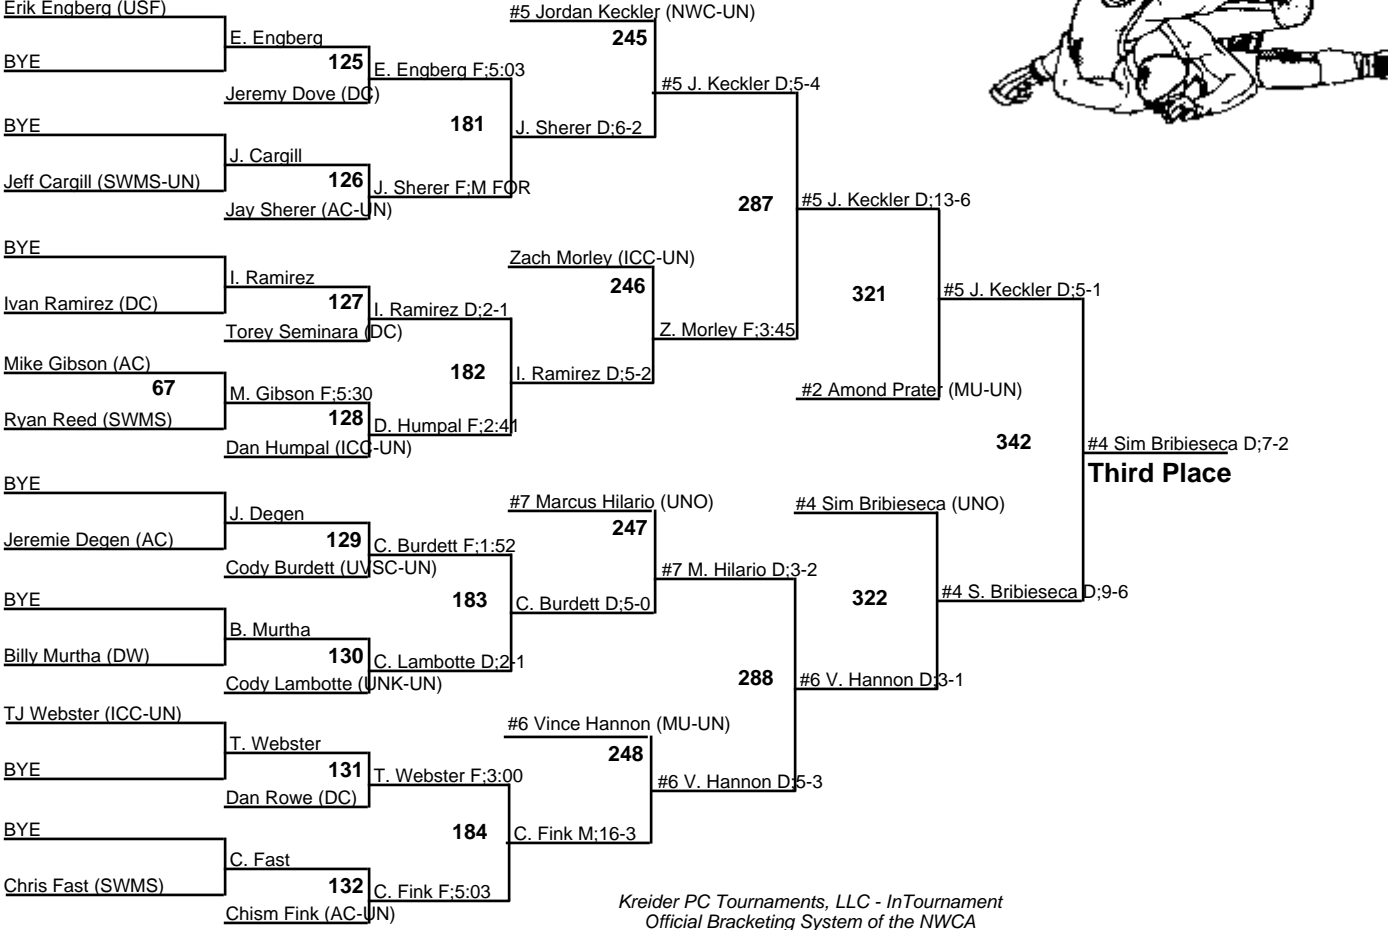 Erik Engberg (USF)
BYE
E. Engberg
125
Jeremy Dove (DC)
E. Engberg F;5:03
181
BYE
Jeff Cargill (SWMS-UN)
J. Cargill
126
Jay Sherer (AC-UN)
J. Sherer F;M FOR
#5 Jordan Keckler (NWC-UN)
245
J. Sherer D;6-2
#5 J. Keckler D;5-4
287
BYE
Ivan Ramirez (DC)
I. Ramirez
127
Torey Seminara (DC)
I. Ramirez D;2-1
182
Mike Gibson (AC)
67
Ryan Reed (SWMS)
M. Gibson F;5:30
128
Dan Humpal (ICC-UN)
D. Humpal F;2:41
Zach Morley (ICC-UN)
246
I. Ramirez D;5-2
Z. Morley F;3:45
#5 J. Keckler D;13-6
321
#2 Amond Prater (MU-UN)
#5 J. Keckler D;5-1
342
#4 Sim Bribieseca D;7-2
Third Place
BYE
Jeremie Degen (AC)
J. Degen
129
Cody Burdett (UVSC-UN)
C. Burdett F;1:52
183
BYE
Billy Murtha (DW)
B. Murtha
130
Cody Lambotte (UNK-UN)
C. Lambotte D;2-1
#7 Marcus Hilario (UNO)
247
C. Burdett D;5-0
#7 M. Hilario D;3-2
288
#4 Sim Bribieseca (UNO)
322
#4 S. Bribieseca D;9-6
#6 V. Hannon D;3-1
TJ Webster (ICC-UN)
BYE
T. Webster
131
Dan Rowe (DC)
T. Webster F;3:00
184
BYE
Chris Fast (SWMS)
C. Fast
132
Chism Fink (AC-UN)
C. Fink F;5:03
#6 Vince Hannon (MU-UN)
248
C. Fink M;16-3
#6 V. Hannon D;5-3
Kreider PC Tournaments, LLC - InTournament
Official Bracketing System of the NWCA